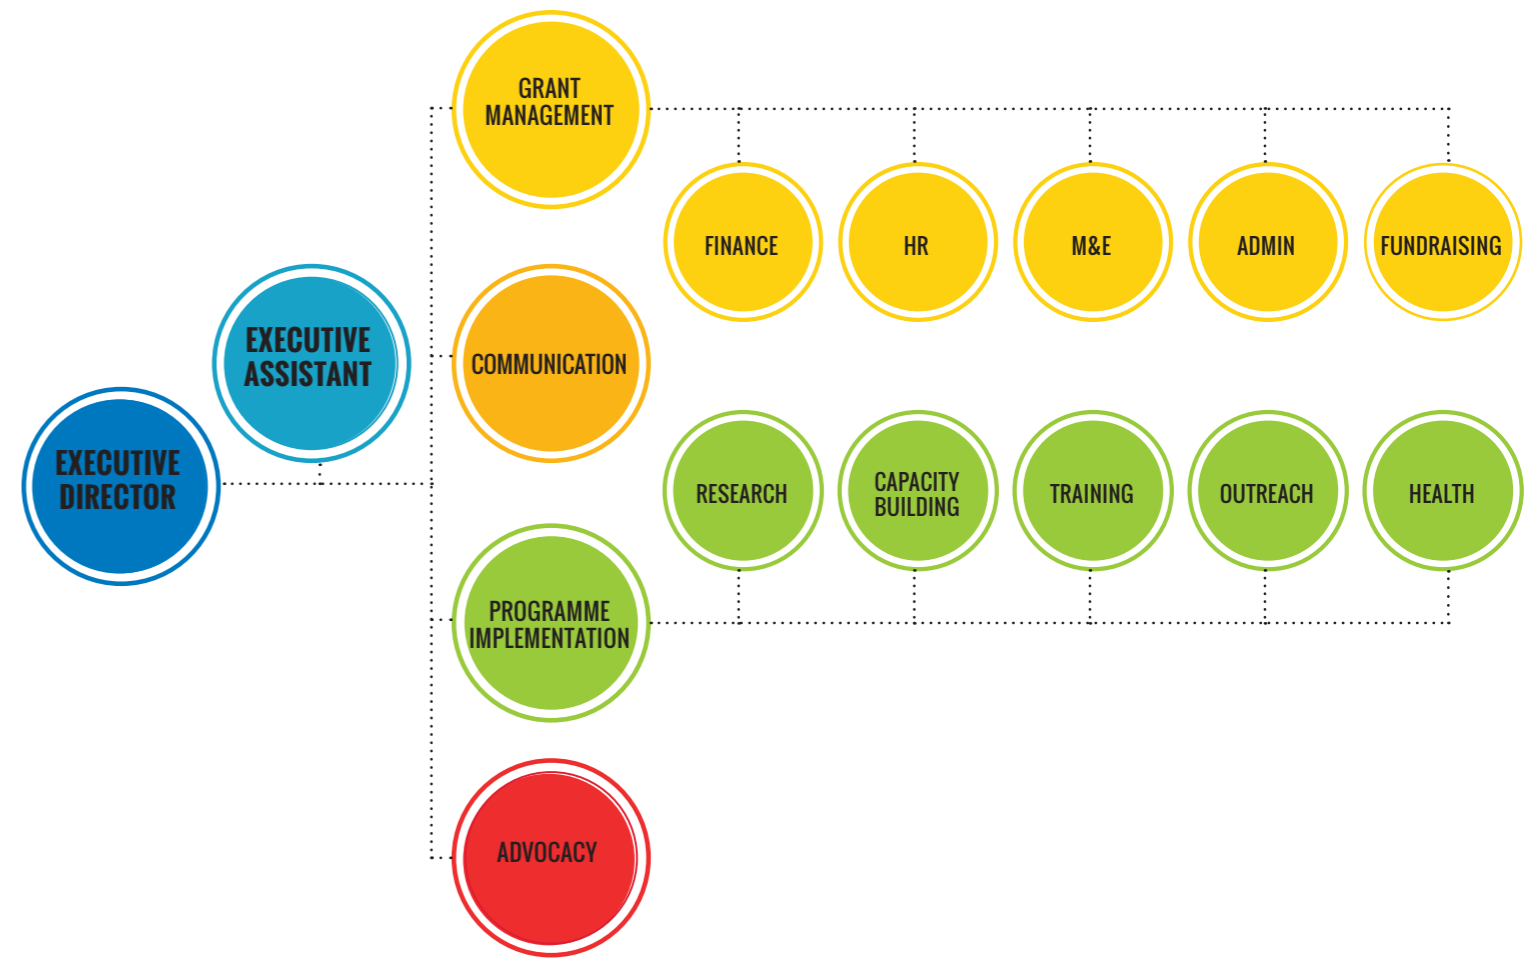 GRANT
MANAGEMENT
FINANCE
HR
M&E
ADMIN
FUNDRAISING
EXECUTIVE
ASSISTANT
COMMUNICATION
EXECUTIVE
DIRECTOR
RESEARCH
CAPACITY
BUILDING
TRAINING
OUTREACH
HEALTH
PROGRAMME
IMPLEMENTATION
ADVOCACY